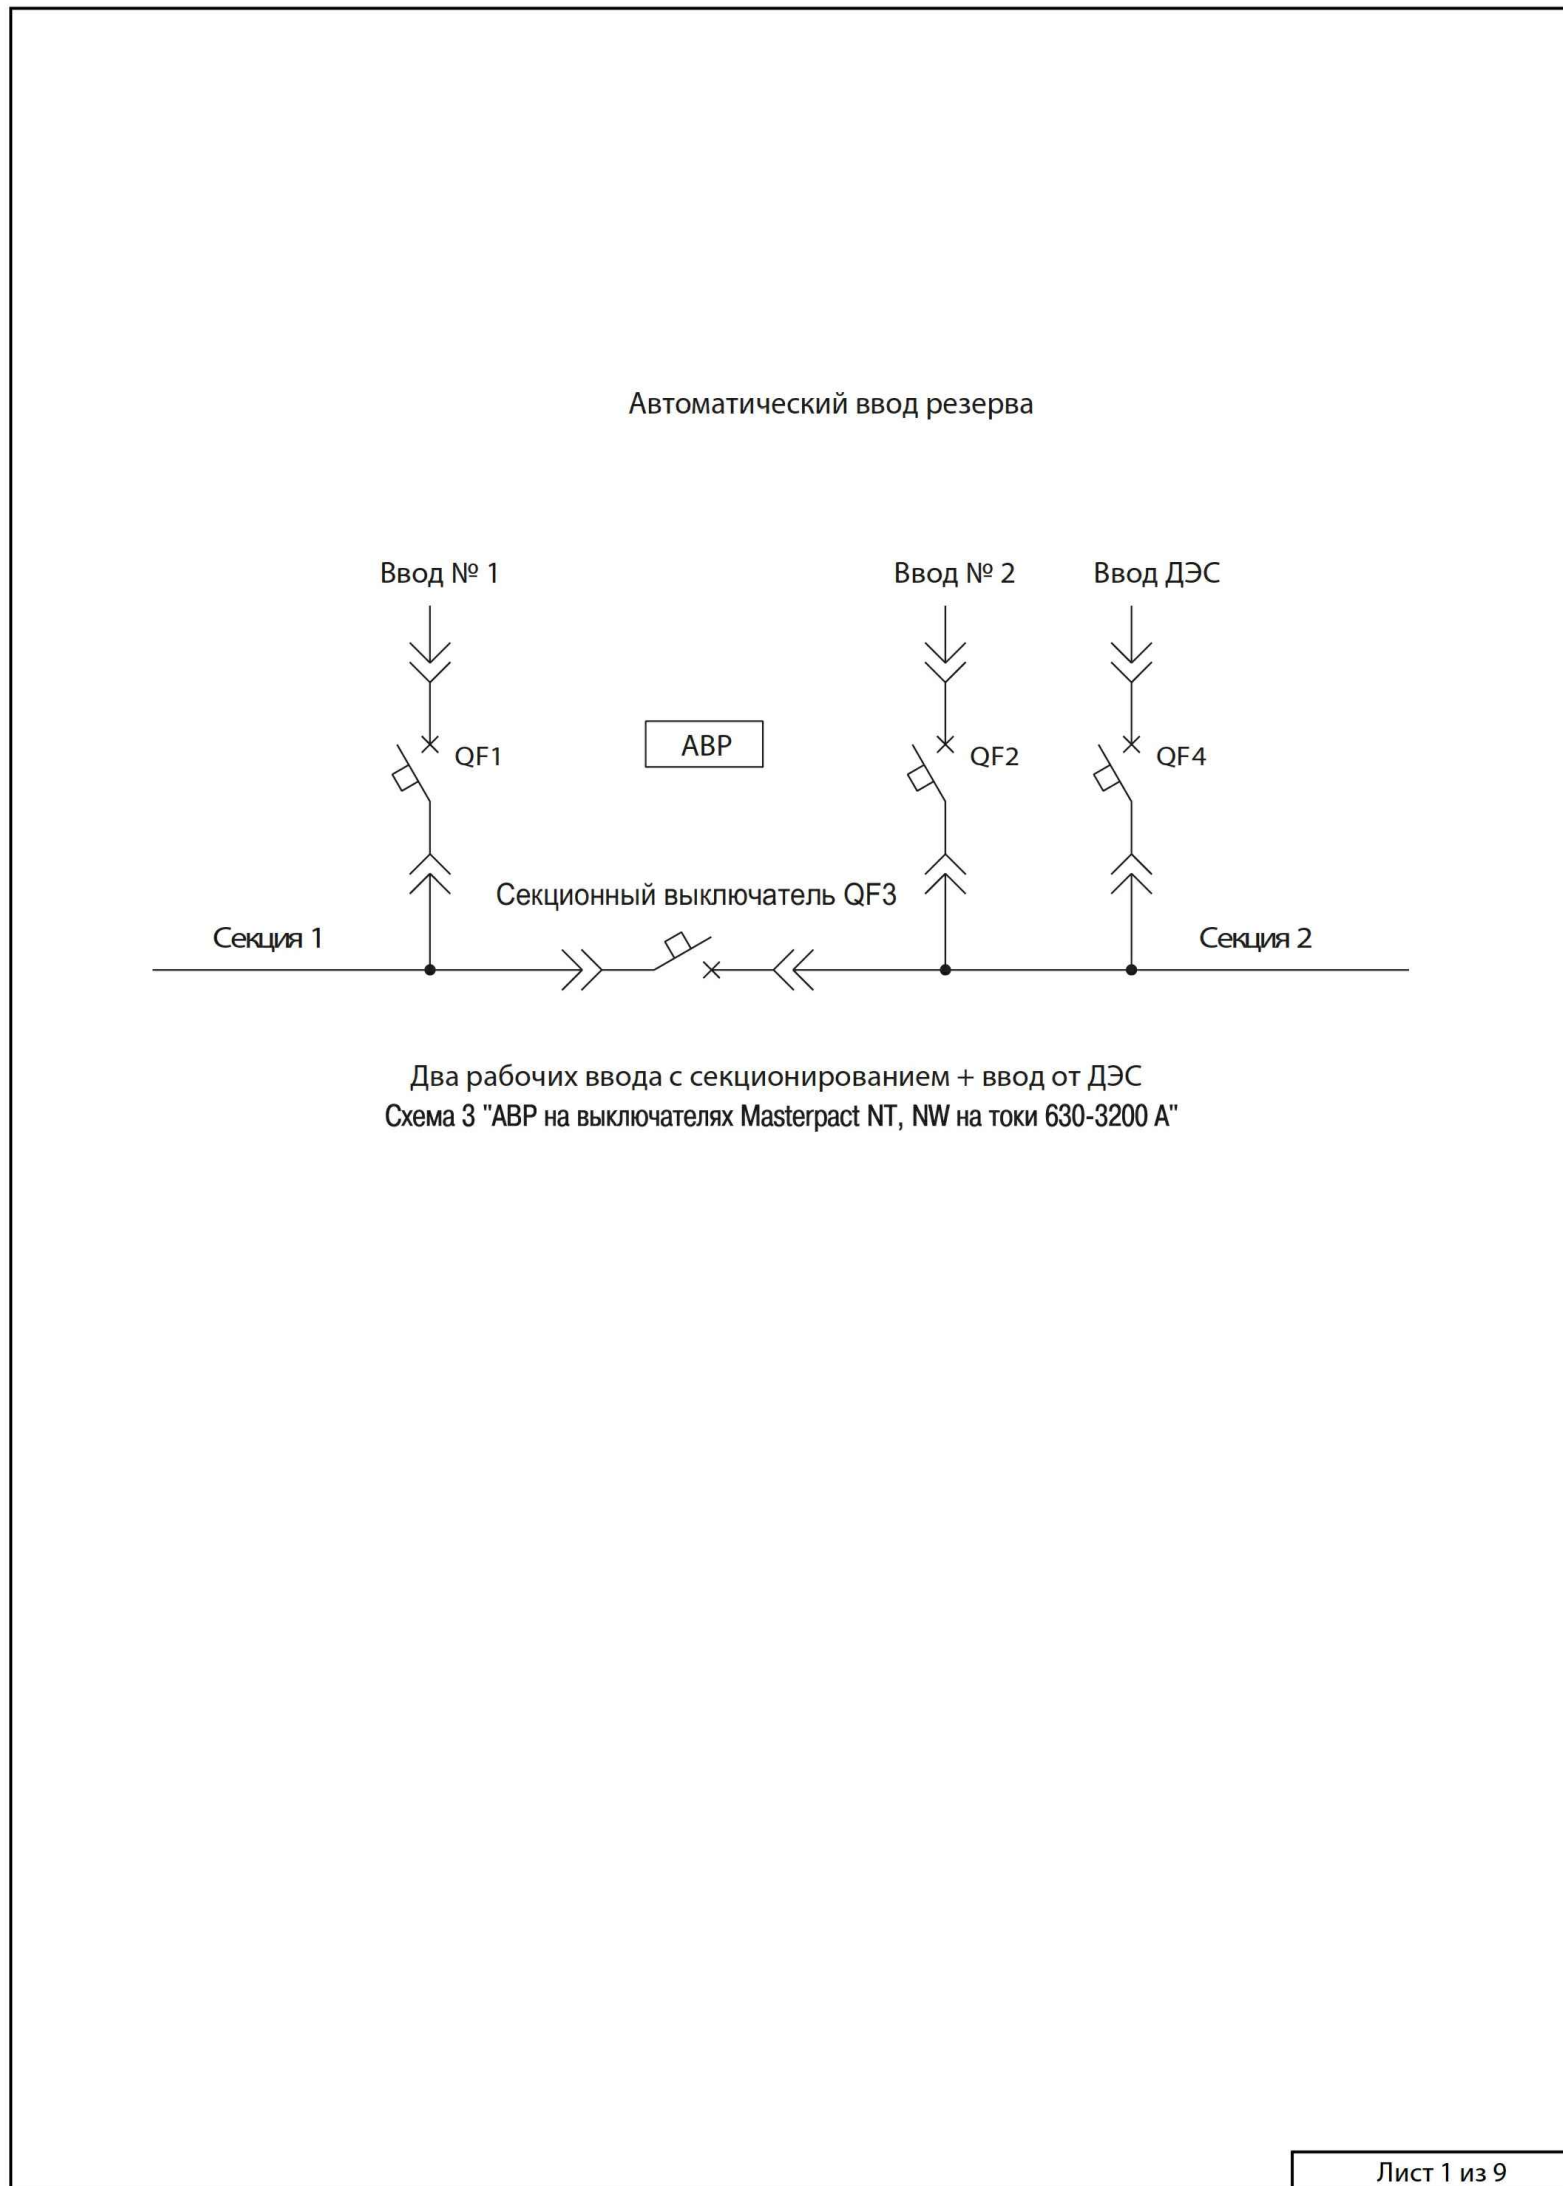 Автоматический ввод резерва
Ввод № 1
Ввод № 2
Ввод ДЭС
QF1
АВР
QF2
QF4
Секционный выключатель QF3
Секция 1
Секция 2
Два рабочих ввода с секционированием + ввод от ДЭС
Схема 3 "АВР на выключателях Masterpact NT, NW на токи 630-3200 А"
Лист 1 из 9